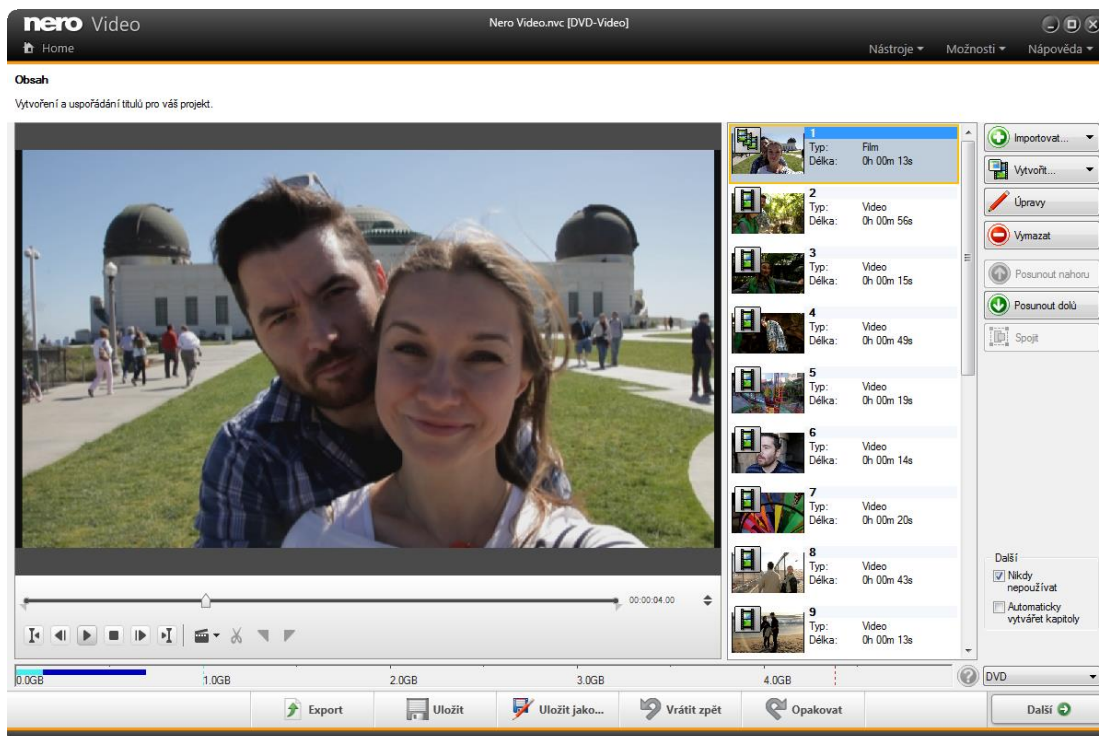 nero Video
Nero Video.nvc [DVD-Video]
Home
Nástroje
Možnosti
Nápověda
Obsah
Vytvoření a uspořádání titulů pro váš projekt.
1
Typ: Film
Délka: 0h 00m 13s
2
Typ: Video
Délka: 0h 00m 56s
3
Typ: Video
Délka: 0h 00m 15s
4
Typ: Video
Délka: 0h 00m 49s
5
Typ: Video
Délka: 0h 00m 19s
6
Typ: Video
Délka: 0h 00m 14s
7
Typ: Video
Délka: 0h 00m 20s
8
Typ: Video
Délka: 0h 00m 43s
9
Typ: Video
Délka: 0h 00m 13s
Importovat...
Vytvořit...
Úpravy
Vymazat
Posunout nahoru
Posunout dolů
Spojit
Další
Nikdy
nepoužívat
Automaticky
vytvářet kapitoly
00:00:04.00
0.0GB 1.0GB 2.0GB 3.0GB 4.0GB
DVD
Export
Uložit
Uložit jako...
Vrátit zpět
Opakovat
Další